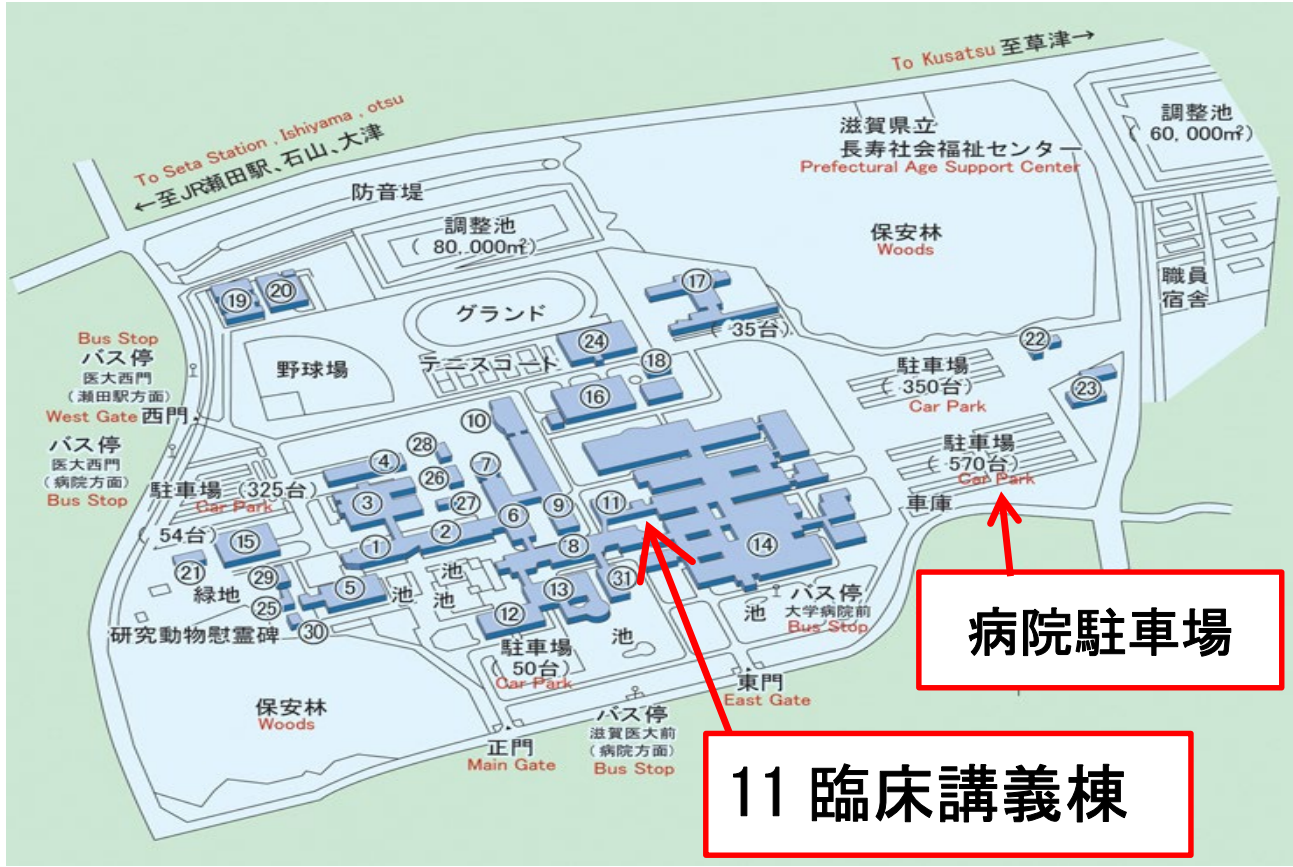 To Kusatsu 至草津→
To Seta Station , Ishiyama , otsu
←至JR瀬田駅、石山、大津
滋賀県立
長寿社会福祉センター
Prefectural Age Support Center
調整池
( 60,000㎡)
防音堤
調整池
( 80,000㎡)
保安林
Woods
職員
宿舎
⑰
⑲
⑳
グランド
( 35台)
Bus Stop
バス停
医大西門
(瀬田駅方面)
野球場
テニスコート
㉔
⑱
㉒
駐車場
( 350台)
Car Park
㉓
West Gate 西門
⑯
バス停
医大西門
(病院方面)
Bus Stop
⑩
㉘
④
㉖
⑦
駐車場
( 570台)
Car Park
駐車場 (325台)
Car Park
③
㉗
⑨
⑪
車庫
(54台)
⑮
②
⑥
①
⑧
⑭
㉑
㉙
緑地
⑤
池
池
池
⑬
㉛
バス停
大学病院前
Bus Stop
池
㉕
㉚
研究動物慰霊碑
⑫
駐車場
( 50台)
Car Park
池
東門
East Gate
保安林
Woods
バス停
滋賀医大前
(病院方面)
Bus Stop
正門
Main Gate
病院駐車場
11 臨床講義棟